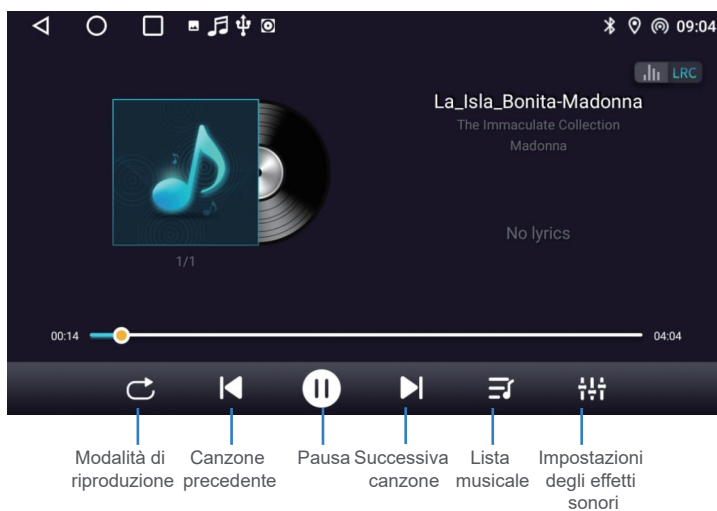 09:04
LRC
La_Isla_Bonita-Madonna
The Immaculate Collection
Madonna
No lyrics
1/1
00:14
04:04
Modalità di riproduzione
Canzone precedente
Pausa
Successiva canzone
Lista musicale
Impostazioni degli effetti sonori